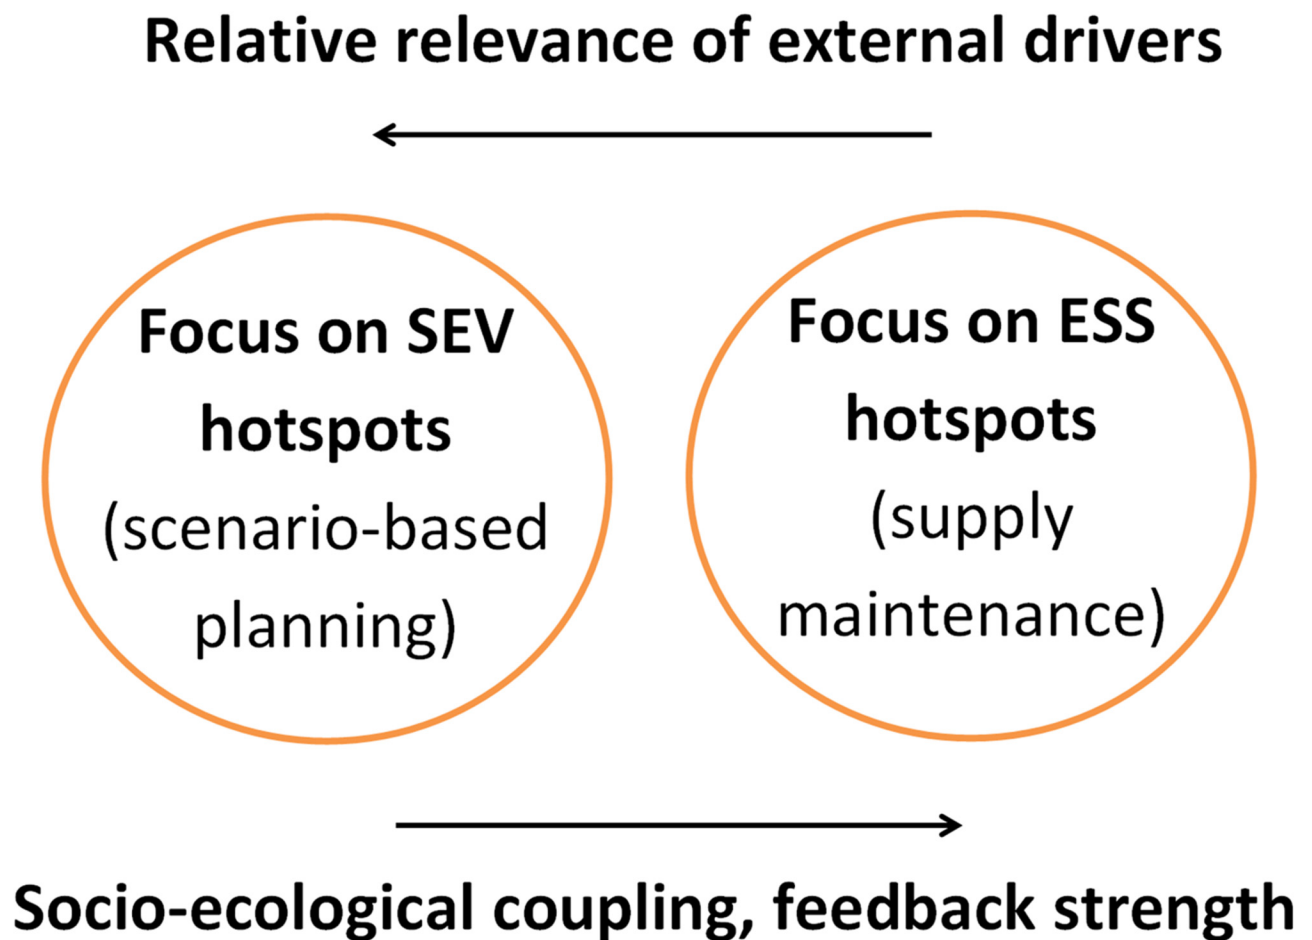 Relative relevance of external drivers
Focus on SEV
hotspots
(scenario-based
planning)
Focus on ESS
hotspots
(supply
maintenance)
Socio-ecological coupling, feedback strength